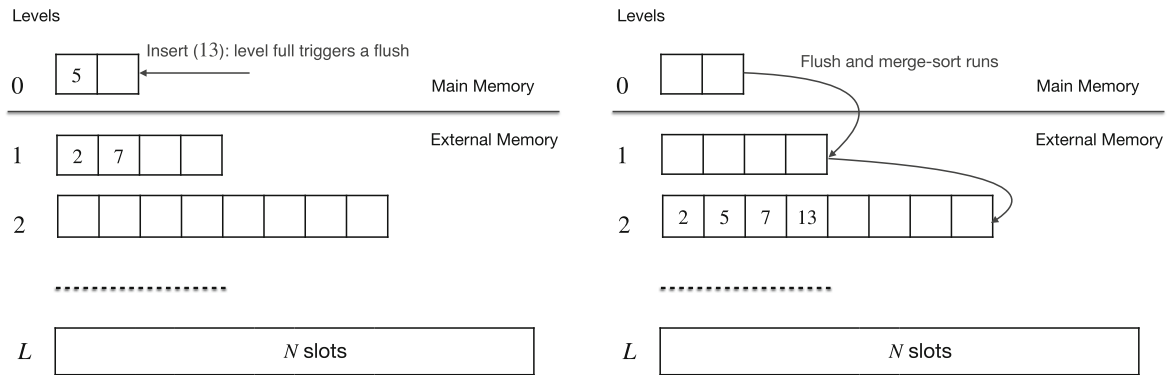 Levels
Insert (13): level full triggers a flush
5
0
Main Memory
External Memory
1
2 7
2
L
N slots
Levels
Flush and merge-sort runs
0
Main Memory
External Memory
1
2
2 5 7 13
L
N slots